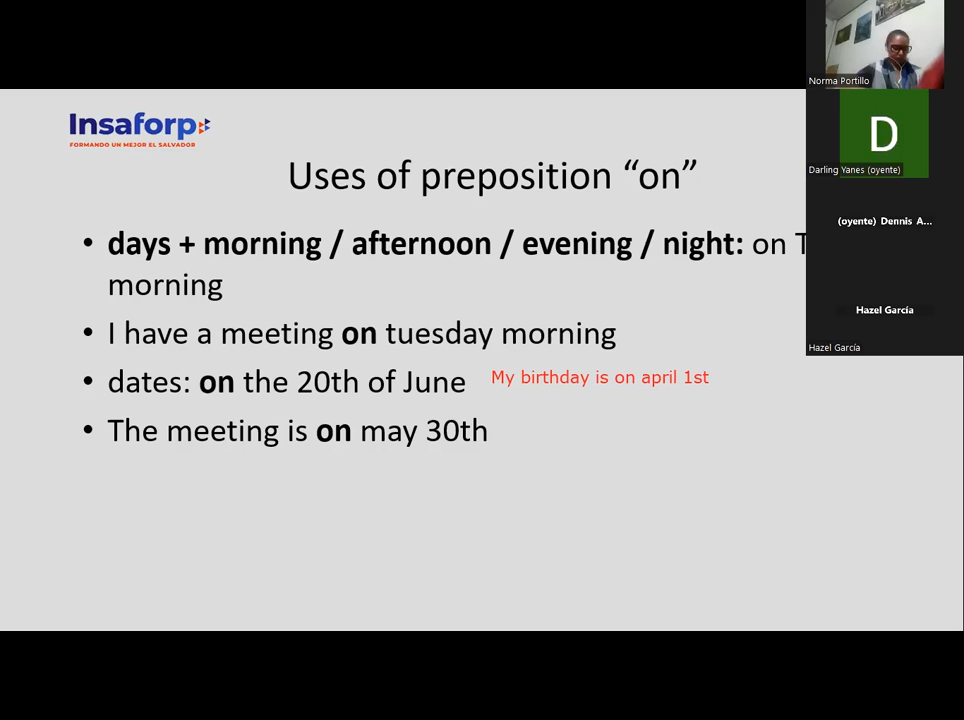 Norma Portillo
D
Darling Yanes (oyente)
(oyente) Dennis A...
Hazel García
Hazel García
Insaforp
FORMANDO UN MEJOR EL SALVADOR
Uses of preposition “on”
• days + morning / afternoon / evening / night: on
morning
• I have a meeting on tuesday morning
• dates: on the 20th of June
My birthday is on april 1st
• The meeting is on may 30th